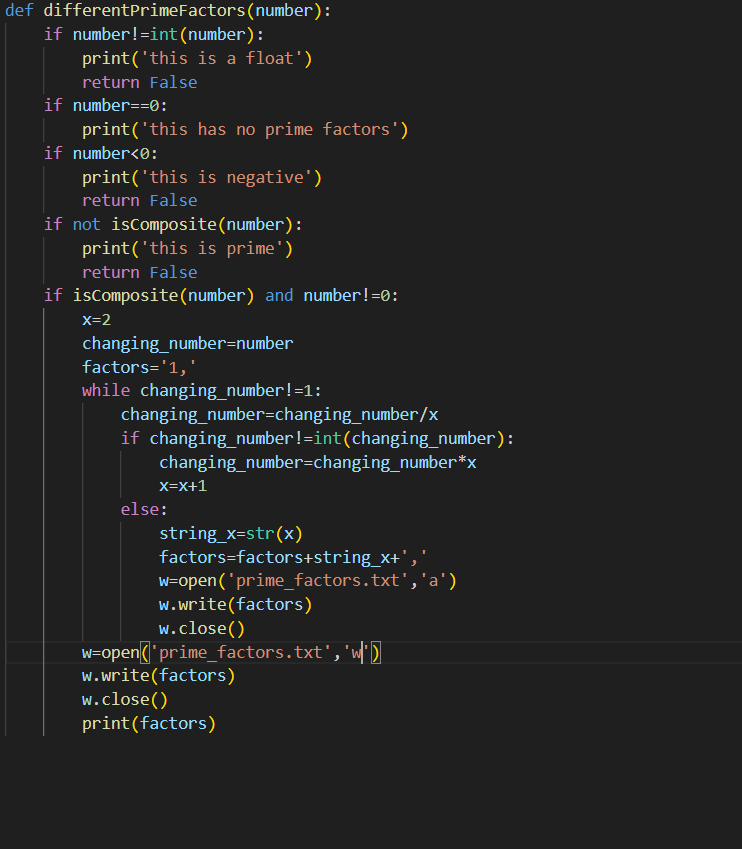 def differentPrimeFactors(number):
    if number!=int(number):
        print('this is a float')
        return False
    if number==0:
        print('this has no prime factors')
    if number<0:
        print('this is negative')
        return False
    if not isComposite(number):
        print('this is prime')
        return False
    if isComposite(number) and number!=0:
        x=2
        changing_number=number
        factors='1,'
        while changing_number!=1:
            changing_number=changing_number/x
            if changing_number!=int(changing_number):
                changing_number=changing_number*x
                x=x+1
            else:
                string_x=str(x)
                factors=factors+string_x+','
                w=open('prime_factors.txt','a')
                w.write(factors)
                w.close()
        w=open('prime_factors.txt','w')
        w.write(factors)
        w.close()
        print(factors)